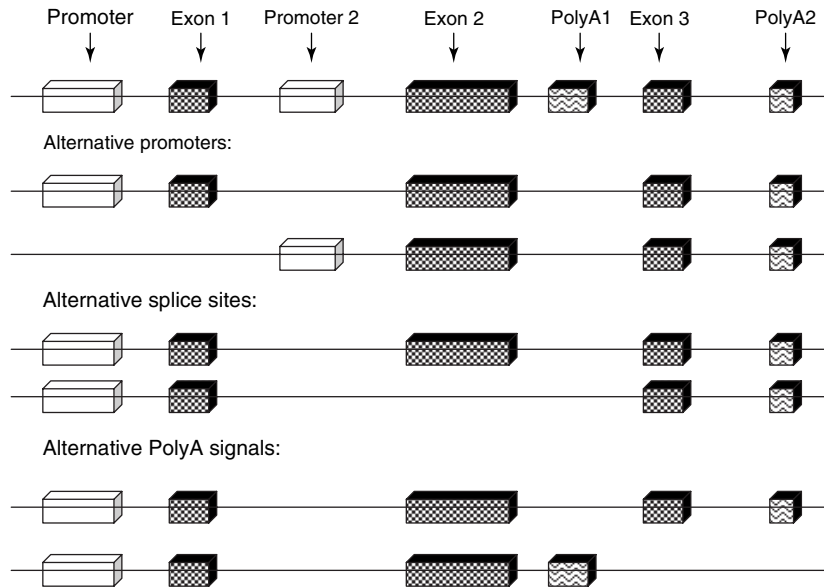 Promoter Exon 1 Promoter 2 Exon 2 PolyA1 Exon 3 PolyA2
Alternative promoters:
Alternative splice sites:
Alternative PolyA signals: